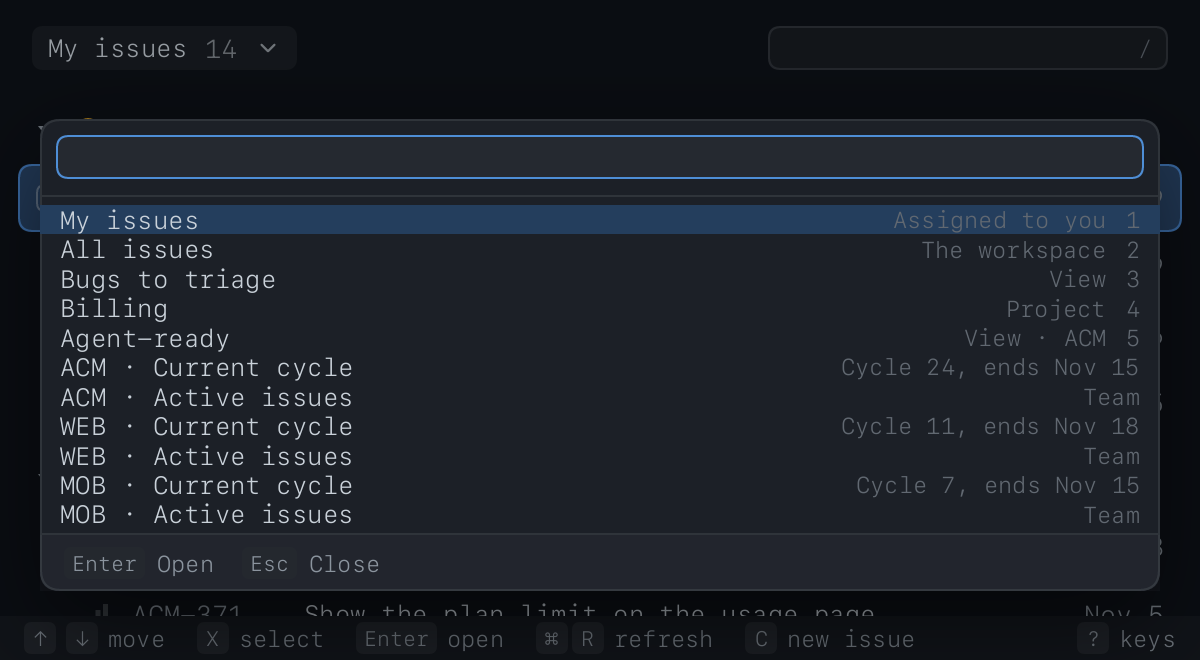 My issues 14
/
My issues Assigned to you 1
All issues The workspace 2
Bugs to triage View 3
Billing Project 4
Agent-ready View · ACM 5
ACM · Current cycle Cycle 24, ends Nov 15
ACM · Active issues Team
WEB · Current cycle Cycle 11, ends Nov 18
WEB · Active issues Team
MOB · Current cycle Cycle 7, ends Nov 15
MOB · Active issues Team
Enter Open Esc Close
ACM-371 Show the plan limit on the usage page Nov 5
↑ ↓ move X select Enter open ⌘ R refresh C new issue ? keys